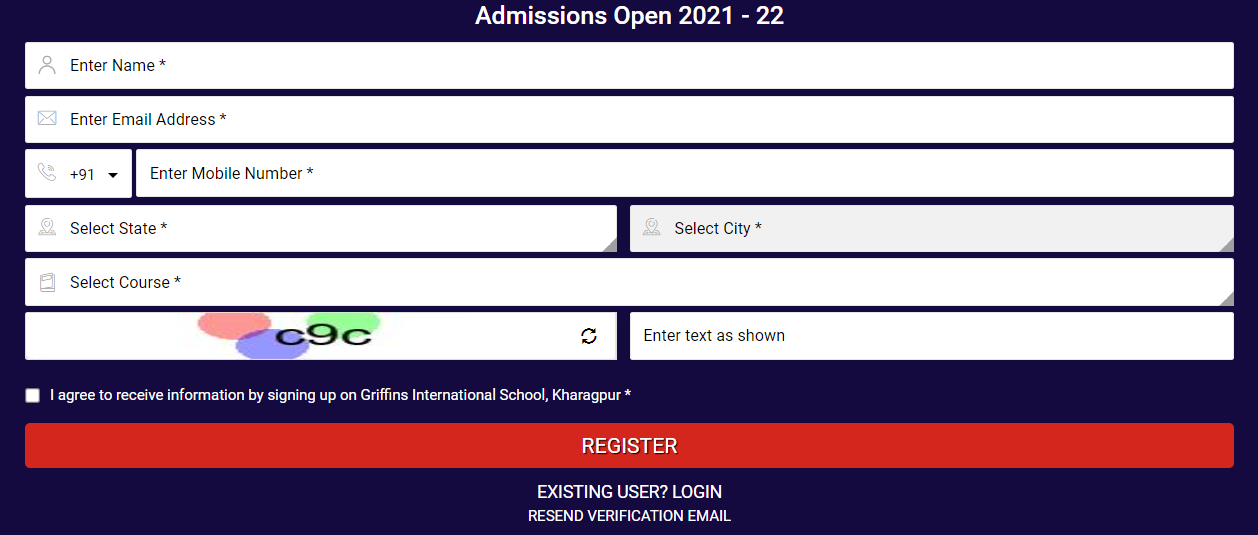 Admissions Open 2021 - 22
Enter Name *
Enter Email Address *
+91 Enter Mobile Number *
Select State * Select City *
Select Course *
c9c Enter text as shown
I agree to receive information by signing up on Griffins International School, Kharagpur *
REGISTER
EXISTING USER? LOGIN
RESEND VERIFICATION EMAIL